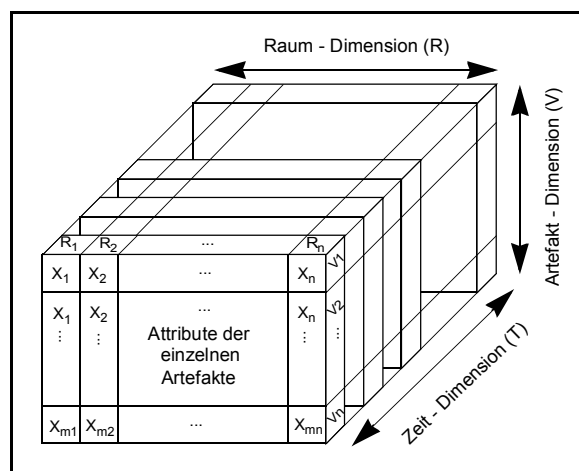 Raum - Dimension (R)
Artefakt - Dimension (V)
Zeit - Dimension (T)
R1 R2 ... Rn
X1 X2 ... Xn V1
X1 X2 ... Xn V2
... ... ... ...
Attribute der
einzelnen
Artefakte
Xm1 Xm2 ... Xmn Vn